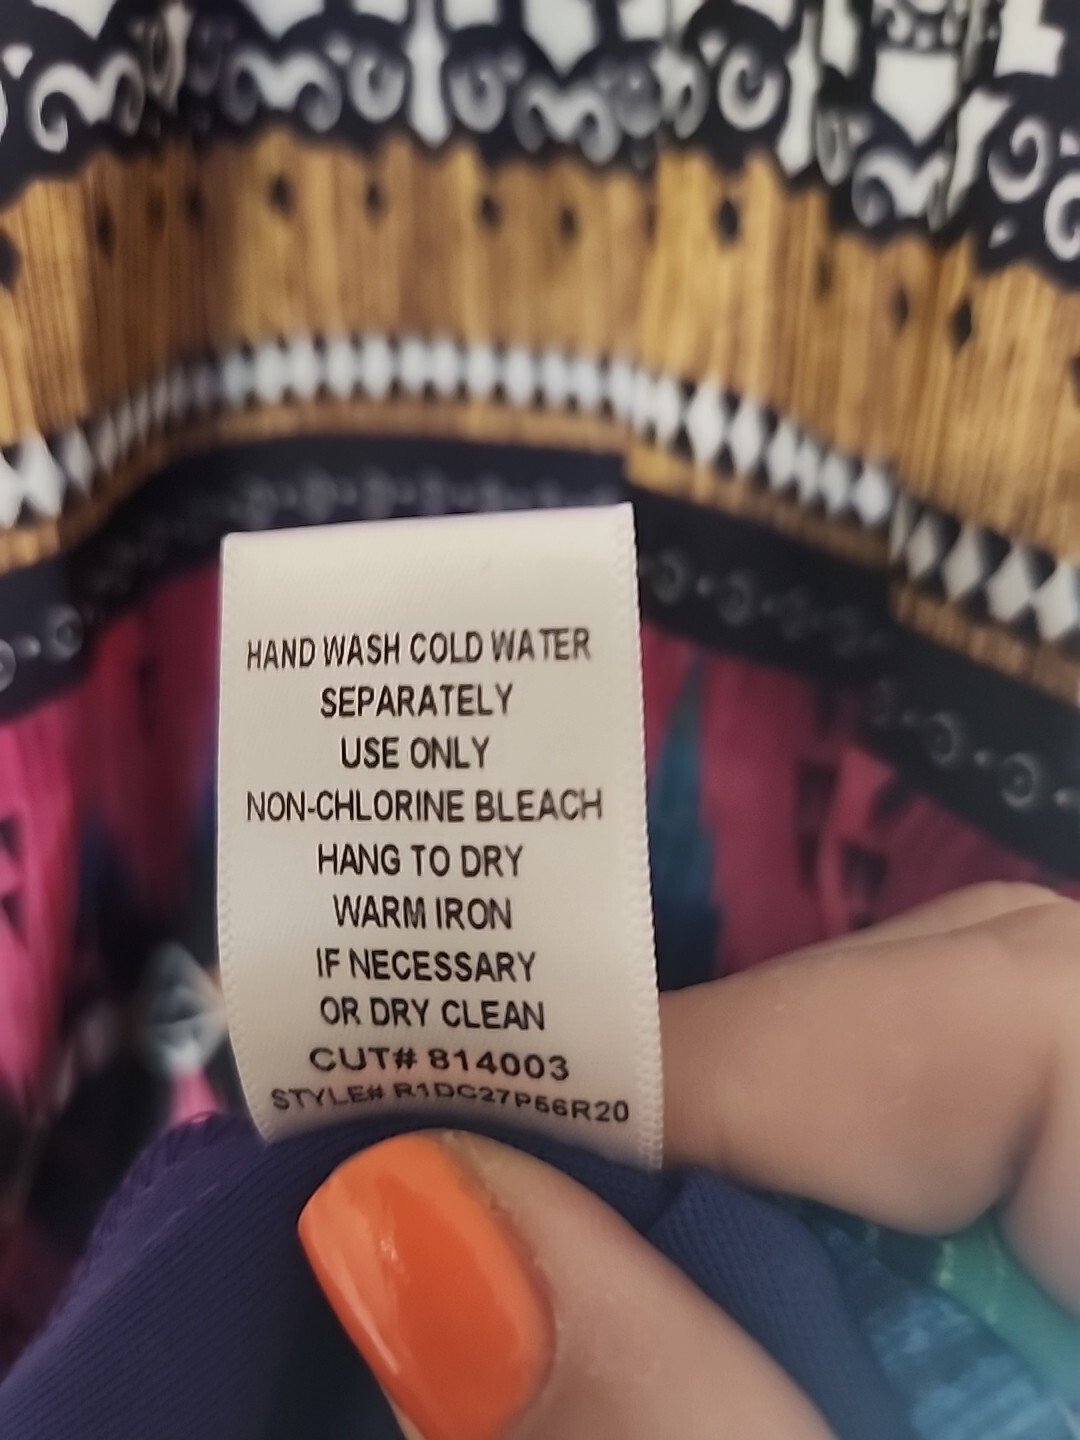 HAND WASH COLD WATER
SEPARATELY
USE ONLY
NON-CHLORINE BLEACH
HANG TO DRY
WARM IRON
IF NECESSARY
OR DRY CLEAN
CUT# 814003
STYLE# R1DC27P56R20